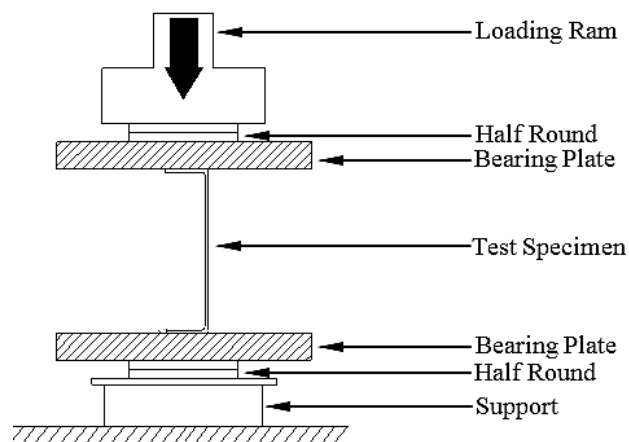 Loading Ram
Half Round
Bearing Plate
Test Specimen
Bearing Plate
Half Round
Support